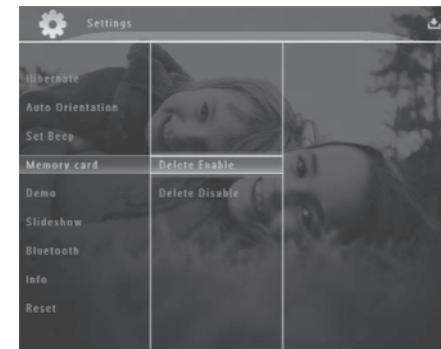 Settings
Hibernate
Auto Orientation
Set Beep
Memory card
Delete Enable
Demo
Delete Disable
Slideshow
Bluetooth
Info
Reset